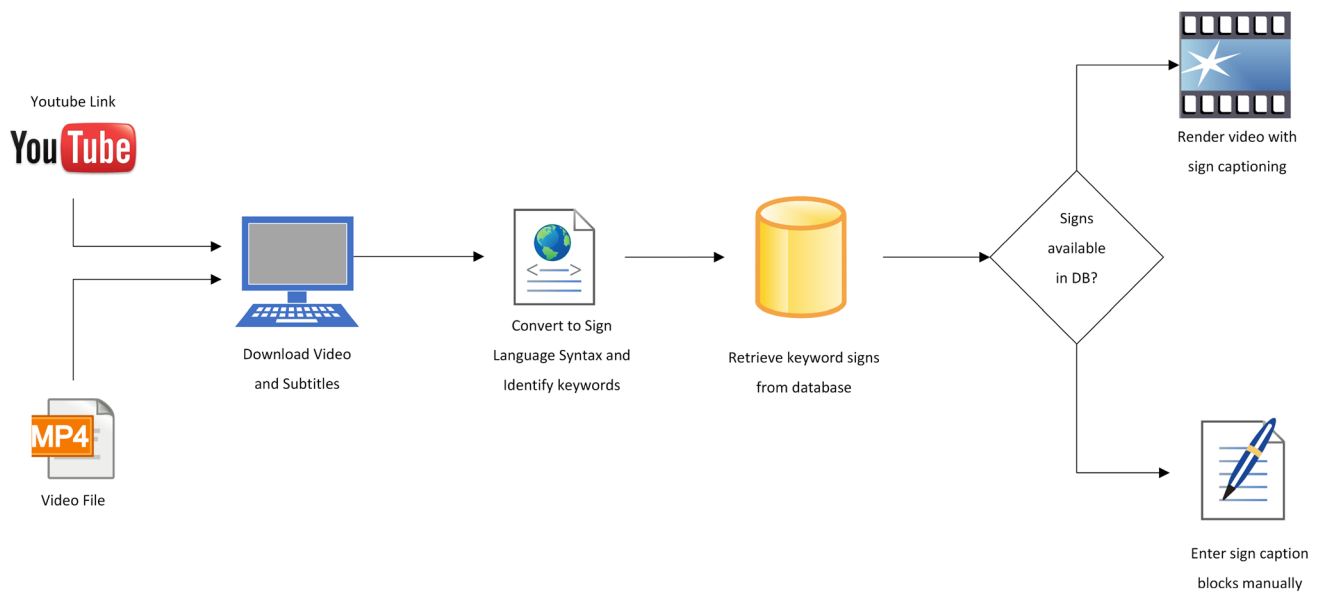 Youtube Link
YouTube
MP4
Video File
Download Video
and Subtitles
Convert to Sign
Language Syntax and
Identify keywords
Retrieve keyword signs
from database
Signs
available
in DB?
Render video with
sign captioning
Enter sign caption
blocks manually